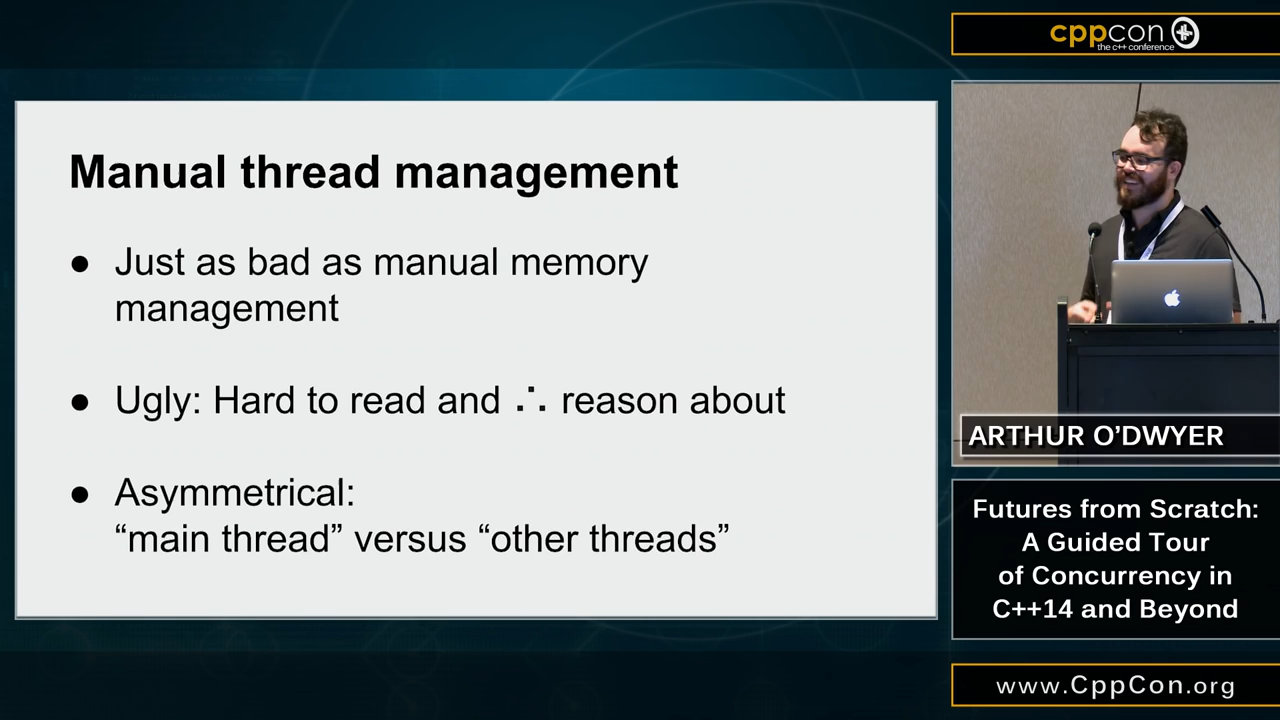 cppcon
the c++ conference
Manual thread management
● Just as bad as manual memory
management
● Ugly: Hard to read and ∴ reason about
● Asymmetrical:
“main thread” versus “other threads”
ARTHUR O’DWYER
Futures from Scratch:
A Guided Tour
of Concurrency in
C++14 and Beyond
www.CppCon.org